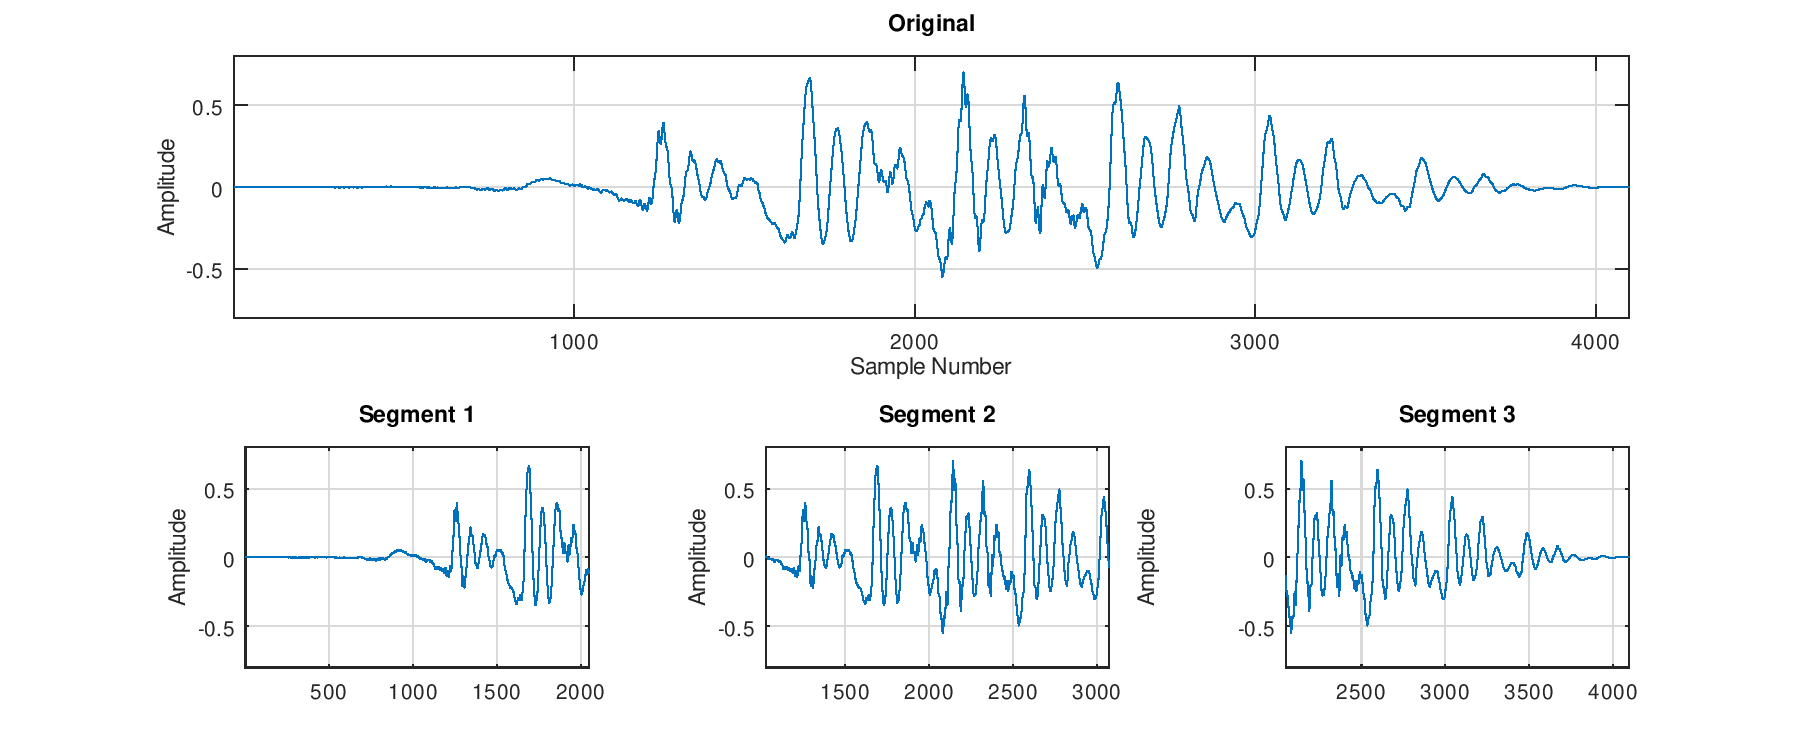 Original
Amplitude
0.5
0
-0.5
1000 2000 3000 4000
Sample Number
Segment 1
Amplitude
0.5
0
-0.5
500 1000 1500 2000
Segment 2
Amplitude
0.5
0
-0.5
1500 2000 2500 3000
Segment 3
Amplitude
0.5
0
-0.5
2500 3000 3500 4000